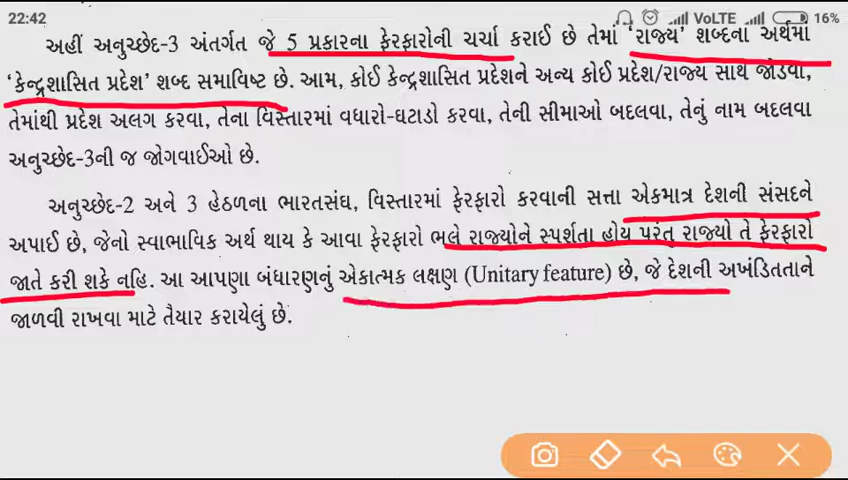 22:42 VoLTE 16%
અહીં અનુચ્છેદ-3 અંતર્ગત જે 5 પ્રકારના ફેરફારોની ચર્ચા કરાઈ છે તેમાં ‘રાજ્ય’ શબ્દના અર્થમાં
‘કેન્દ્રશાસિત પ્રદેશ’ શબ્દ સમાવિષ્ટ છે. આમ, કોઈ કેન્દ્રશાસિત પ્રદેશને અન્ય કોઈ પ્રદેશ/રાજ્ય સાથે જોડવા,
તેમાંથી પ્રદેશ અલગ કરવા, તેના વિસ્તારમાં વધારો-ઘટાડો કરવા, તેની સીમાઓ બદલવા, તેનું નામ બદલવા
અનુચ્છેદ-3ની જ જોગવાઈઓ છે.
અનુચ્છેદ-2 અને 3 હેઠળના ભારતસંઘ, વિસ્તારમાં ફેરફારો કરવાની સત્તા એકમાત્ર દેશની સંસદને
અપાઈ છે, જેનો સ્વાભાવિક અર્થ થાય કે આવા ફેરફારો ભલે રાજ્યોને સ્પર્શતા હોય પરંતુ રાજ્યો તે ફેરફારો
જાતે કરી શકે નહિ. આ આપણા બંધારણનું એકાત્મક લક્ષણ (Unitary feature) છે, જે દેશની અખંડિતતાને
જાળવી રાખવા માટે તૈયાર કરાયેલું છે.